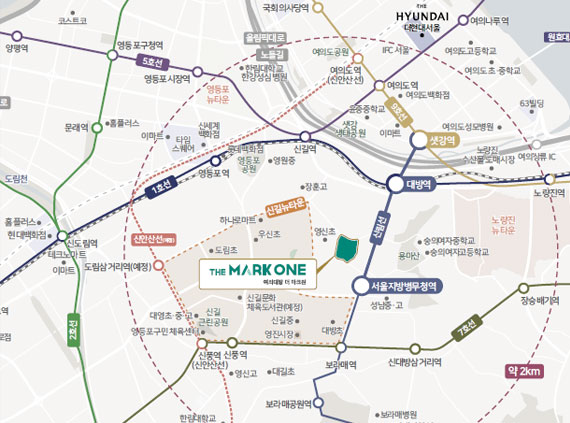 코스트코
국회의사당역
THE
HYUNDAI
더현대서울
여의나루역
양평역
영등포구청역
5호선
올림픽대로
노들길
여의도공원
IFC 서울
여의도고등학교
원효대
영등포시장역
한림대학교
한강성심병원
여의도역
(신안산선)
여의도초·중학교
영등포
뉴타운
여의도역
여의도백화점
63빌딩
문래역
홈플러스
신세계
백화점
윤중중학교
9호선
이마트
타임
스퀘어
샛강
생태공원
이마트
여의도성모병원
롯데백화점
신길역
샛강역
노량진
수산물도매시장
여의상류 IC
도림천
영등포
공원
영원중
영등포역
1호선
장훈고
대방역
노량진역
홈플러스
현대백화점
신길뉴타운
하나로마트
신안산선(예정)
우신초
영신초
신림선
노량진
뉴타운
신도림역
테크노마트
이마트
도림초
숭의여자중학교
용마산
숭의여자고등학교
도림삼거리역(예정)
THE MARK ONE
여의대방 더 마크원
서울지방병무청역
2호선
신길문화
체육도서관(예정)
성남중·고
장승배기역
대영초·중·고
신길
근린공원
신길중
영등포구민체육센터
영진시장
대방초
7호선
신풍역
(신안산선)
신풍역
보라매역
신대방삼거리역
영신고
대길초
약 2km
보라매공원역
한림대학교
보라매병원